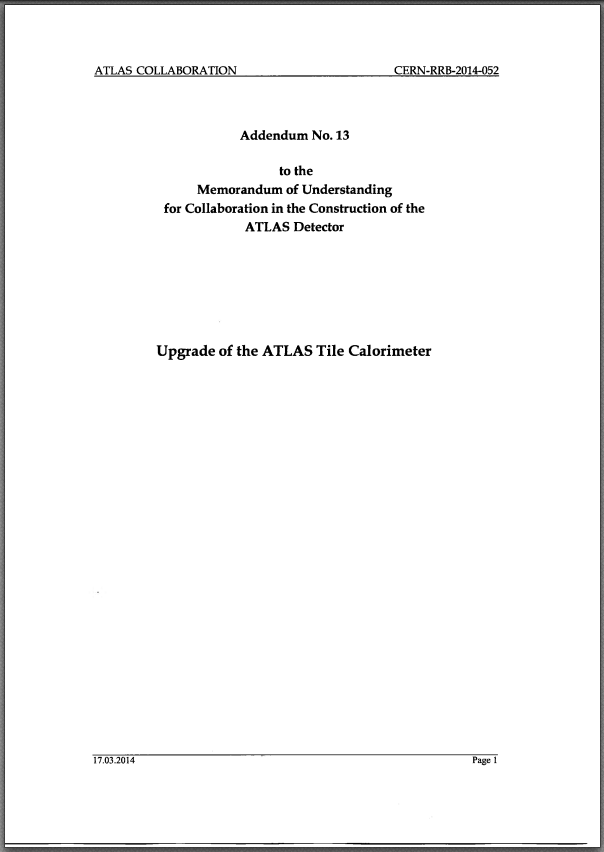 ATLAS COLLABORATION CERN-RRB-2014-052
Addendum No. 13
to the
Memorandum of Understanding
for Collaboration in the Construction of the
ATLAS Detector
Upgrade of the ATLAS Tile Calorimeter
17.03.2014 Page 1